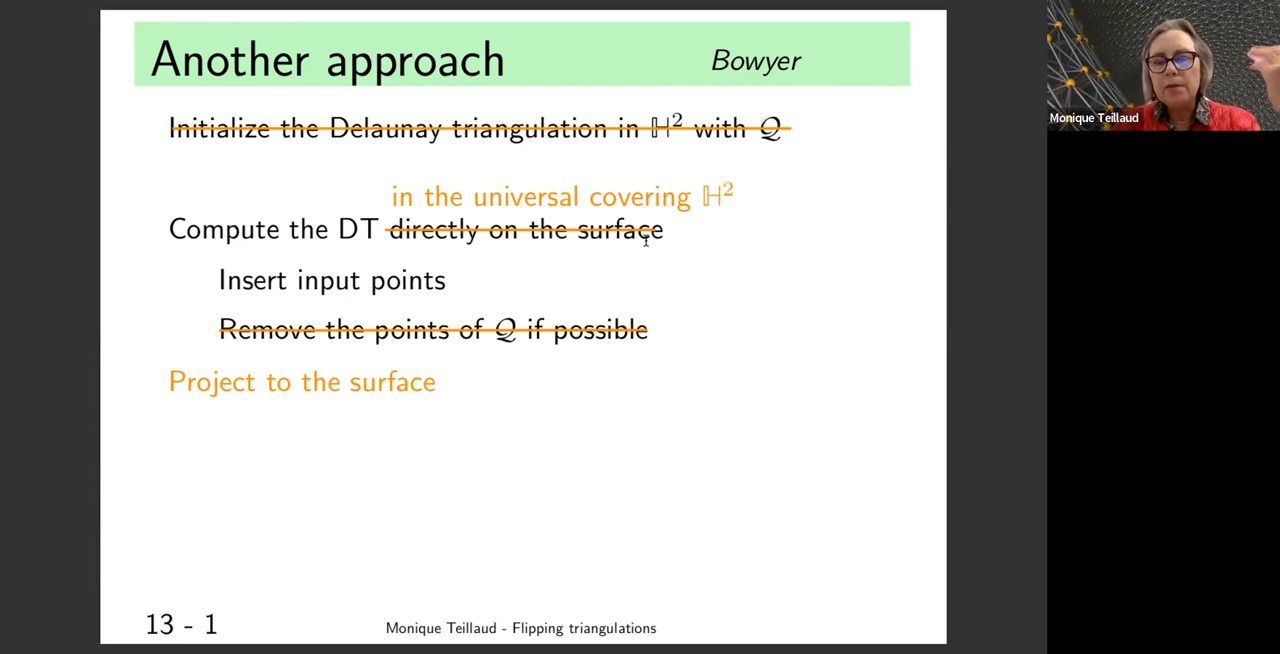 Another approach Bowyer
Initialize the Delaunay triangulation in ℍ² with 𝒬
in the universal covering ℍ²
Compute the DT directly on the surface
Insert input points
Remove the points of 𝒬 if possible
Project to the surface
13 - 1
Monique Teillaud - Flipping triangulations
Monique Teillaud